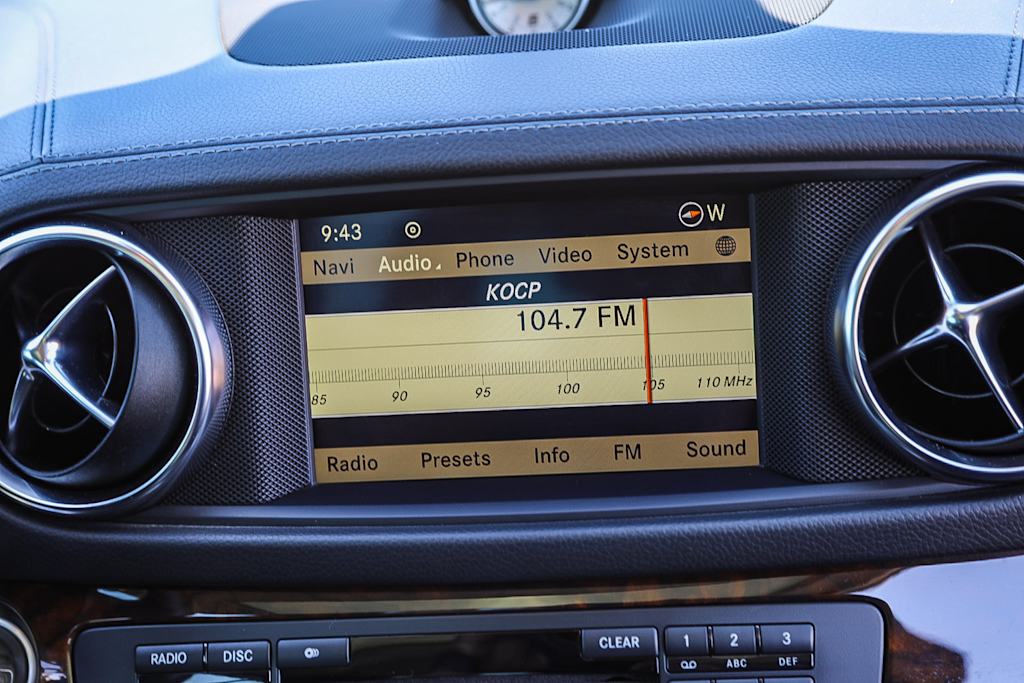 9:43 W
Navi Audio Phone Video System
KOCP
104.7 FM
85 90 95 100 105 110 MHz
Radio Presets Info FM Sound
RADIO DISC CLEAR 1 2 3
ABC DEF